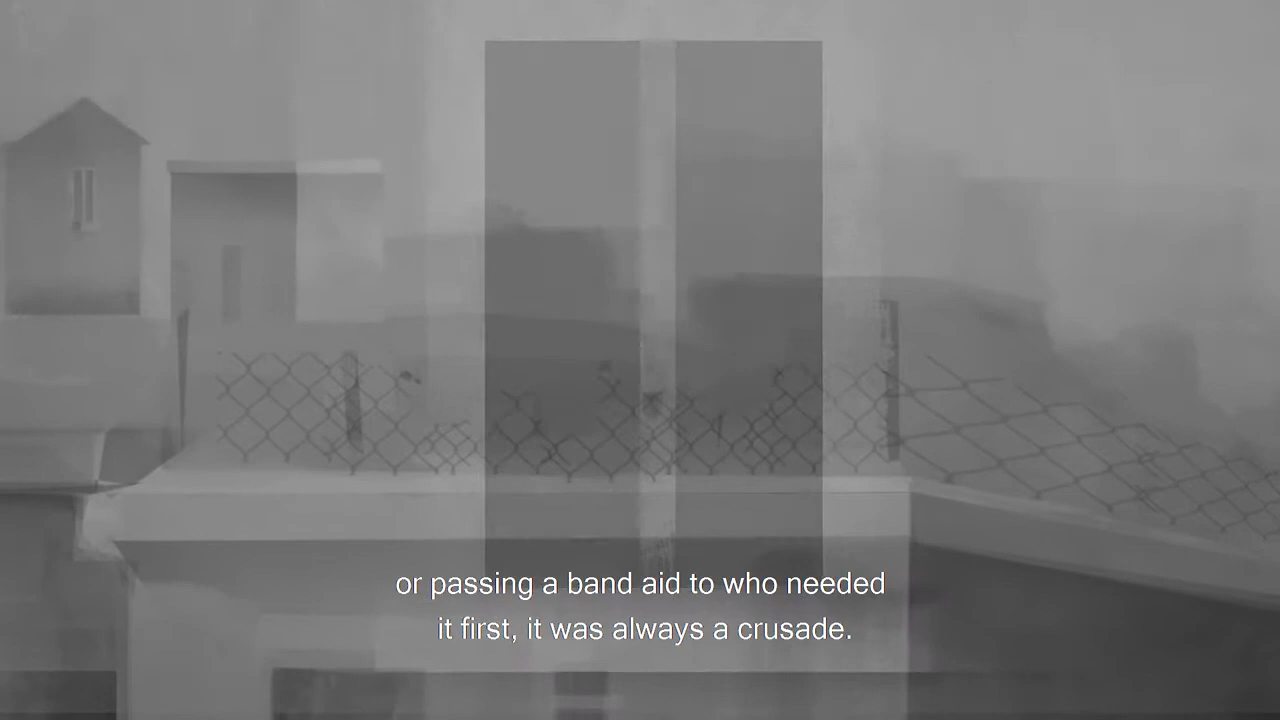 or passing a band aid to who needed
it first, it was always a crusade.